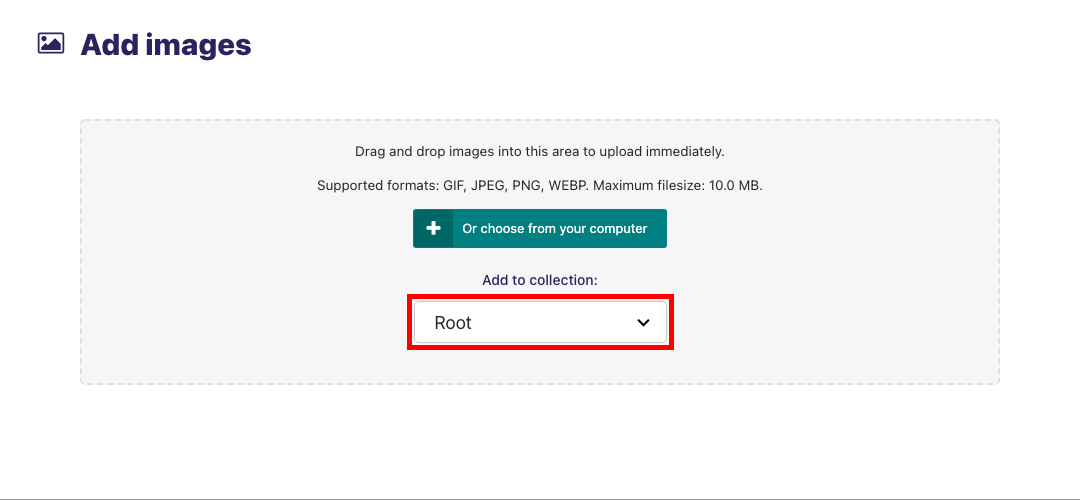 Add images
Drag and drop images into this area to upload immediately.
Supported formats: GIF, JPEG, PNG, WEBP. Maximum filesize: 10.0 MB.
Or choose from your computer
Add to collection:
Root